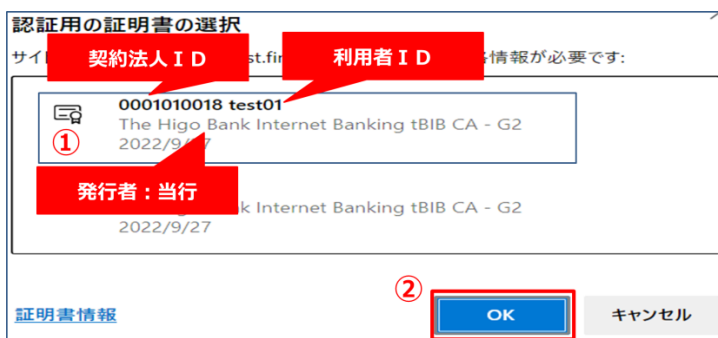 認証用の証明書の選択
サイ
契約法人ID
st.fir
利用者ID
情報が必要です:
0001010018 test01
The Higo Bank Internet Banking tBIB CA - G2
①
2022/9/
7
発行者:当行
k Internet Banking tBIB CA - G2
2022/9/27
②
証明書情報
OK
キャンセル